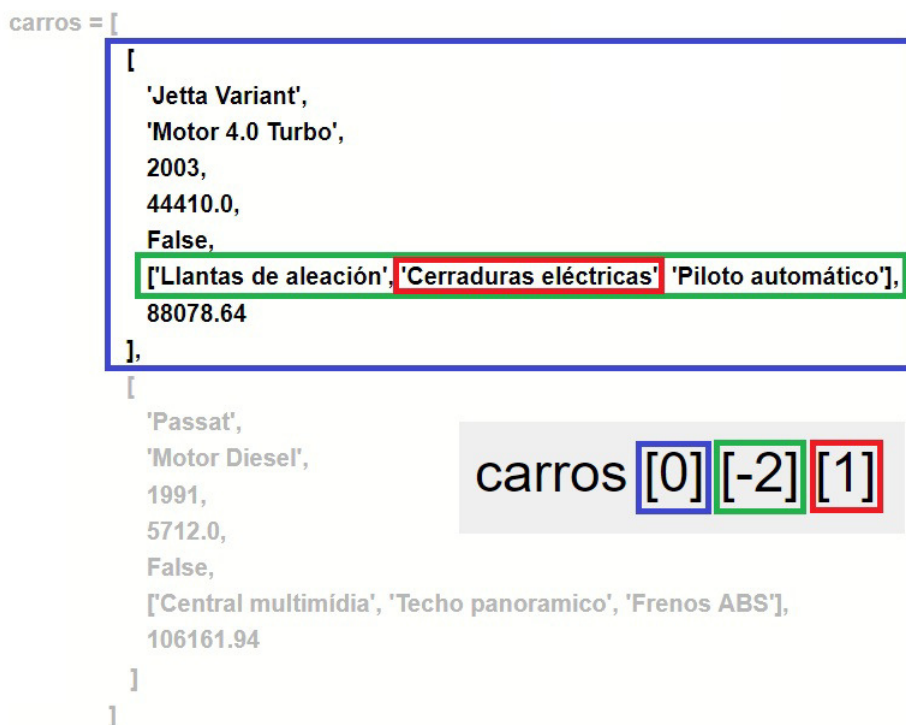 carros = [
[
'Jetta Variant',
'Motor 4.0 Turbo',
2003,
44410.0,
False,
['Llantas de aleación', 'Cerraduras eléctricas' 'Piloto automático'],
88078.64
],
[
'Passat',
'Motor Diesel',
1991,
5712.0,
False,
['Central multimídia', 'Techo panoramico', 'Frenos ABS'],
106161.94
]
]
carros [0] [-2] [1]